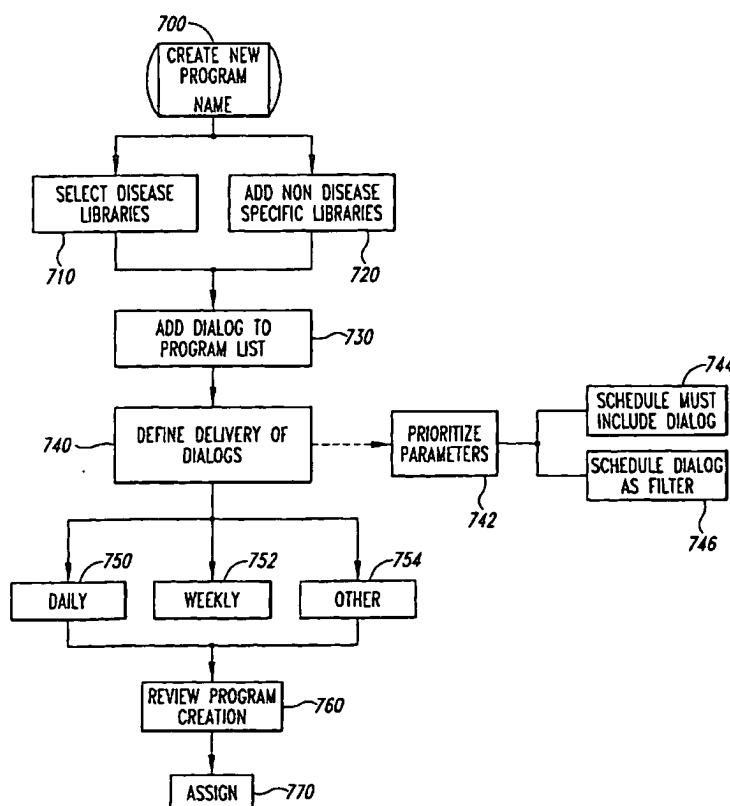 700
CREATE NEW
PROGRAM
NAME
SELECT DISEASE
LIBRARIES
710
ADD NON DISEASE
SPECIFIC LIBRARIES
720
ADD DIALOG TO
PROGRAM LIST
730
740
DEFINE DELIVERY OF
DIALOGS
PRIORITIZE
PARAMETERS
742
744
SCHEDULE MUST
INCLUDE DIALOG
SCHEDULE DIALOG
AS FILTER
746
750
DAILY
752
WEEKLY
754
OTHER
REVIEW PROGRAM
CREATION
760
ASSIGN
770